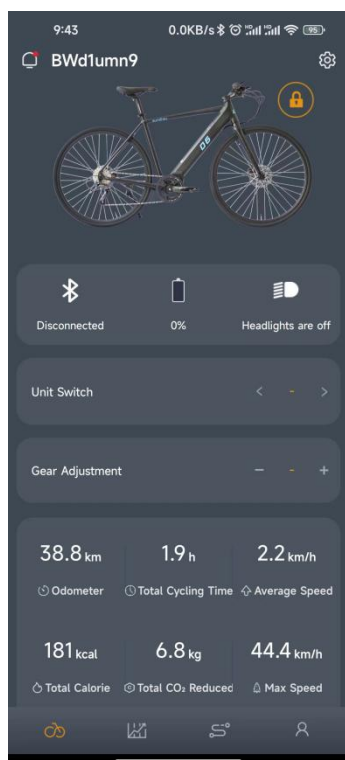 9:43 0.0KB/s 95
BWd1umn9
D6
Disconnected 0% Headlights are off
Unit Switch < - >
Gear Adjustment − - +
38.8 km 1.9 h 2.2 km/h
Odometer Total Cycling Time Average Speed
181 kcal 6.8 kg 44.4 km/h
Total Calorie Total CO₂ Reduced Max Speed